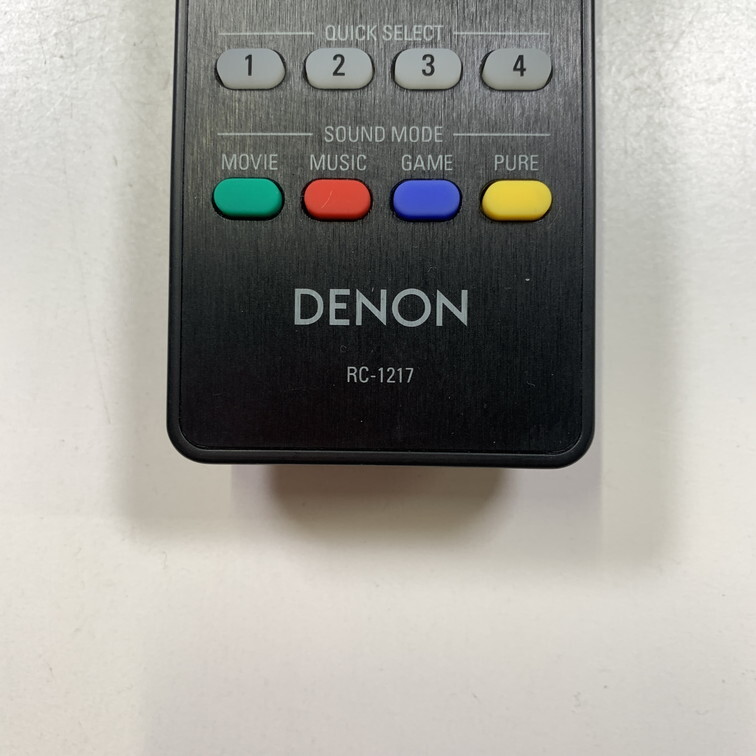 QUICK SELECT
1 2 3 4
SOUND MODE
MOVIE MUSIC GAME PURE
DENON
RC-1217